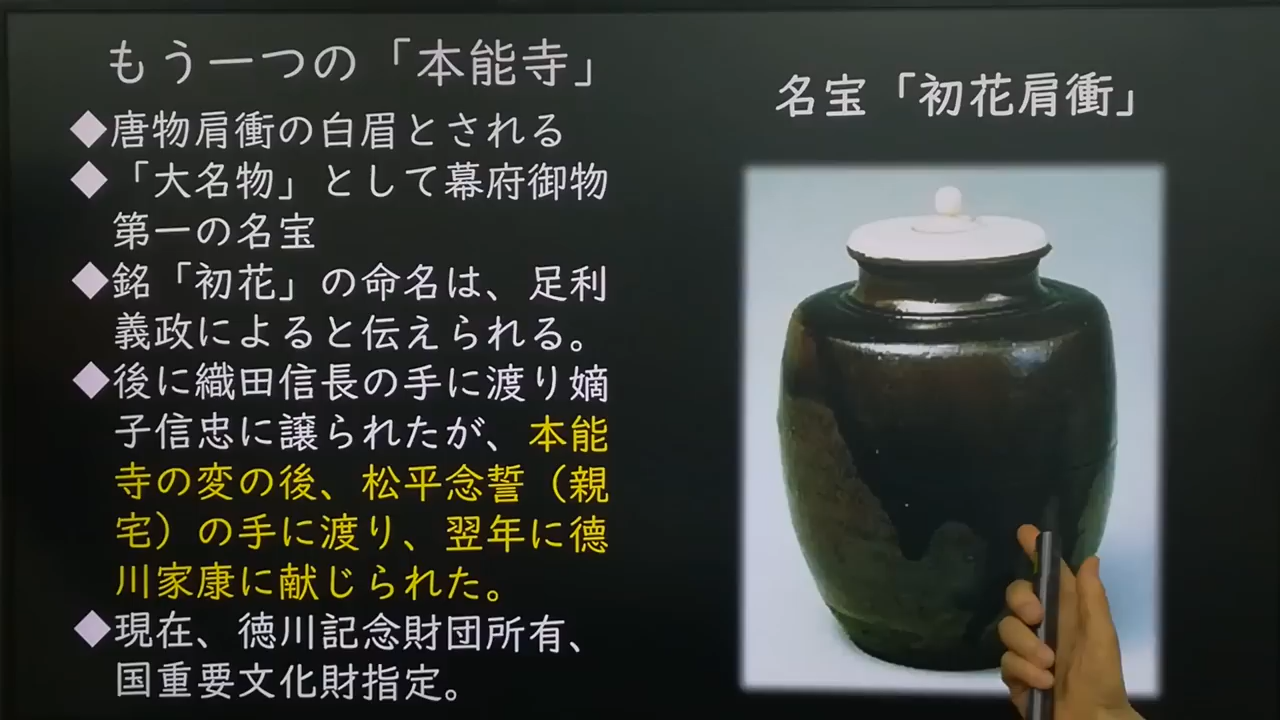 もう一つの「本能寺」
◆唐物肩衝の白眉とされる
◆「大名物」として幕府御物
第一の名宝
◆銘「初花」の命名は、足利
義政によると伝えられる。
◆後に織田信長の手に渡り嫡
子信忠に譲られたが、本能
寺の変の後、松平念誓（親
宅）の手に渡り、翌年に徳
川家康に献じられた。
◆現在、徳川記念財団所有、
国重要文化財指定。
名宝「初花肩衝」